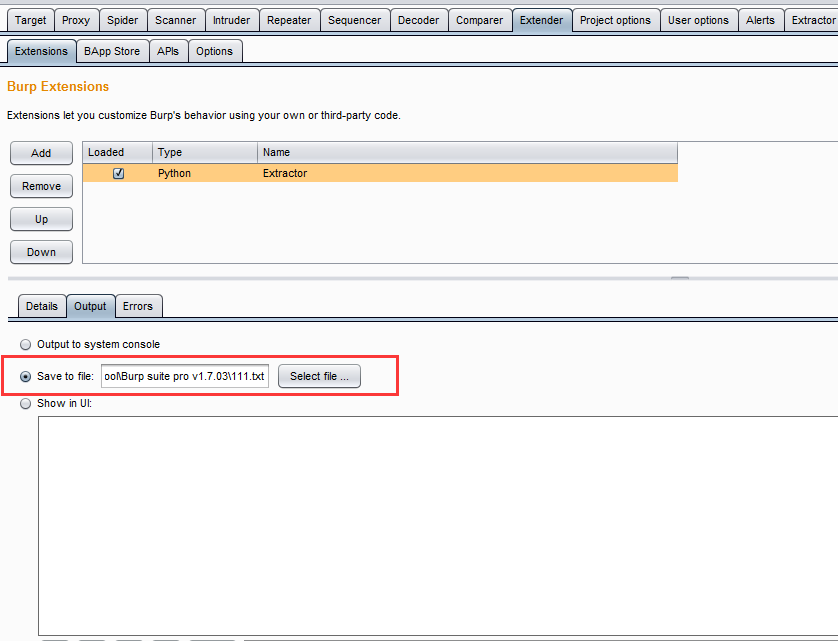 Target Proxy Spider Scanner Intruder Repeater Sequencer Decoder Comparer Extender Project options User options Alerts Extractor
Extensions BApp Store APIs Options
Burp Extensions
Extensions let you customize Burp's behavior using your own or third-party code.
Add
Remove
Up
Down
Loaded Type Name
Python Extractor
Details Output Errors
Output to system console
Save to file: ool\Burp suite pro v1.7.03\111.txt Select file ...
Show in UI: